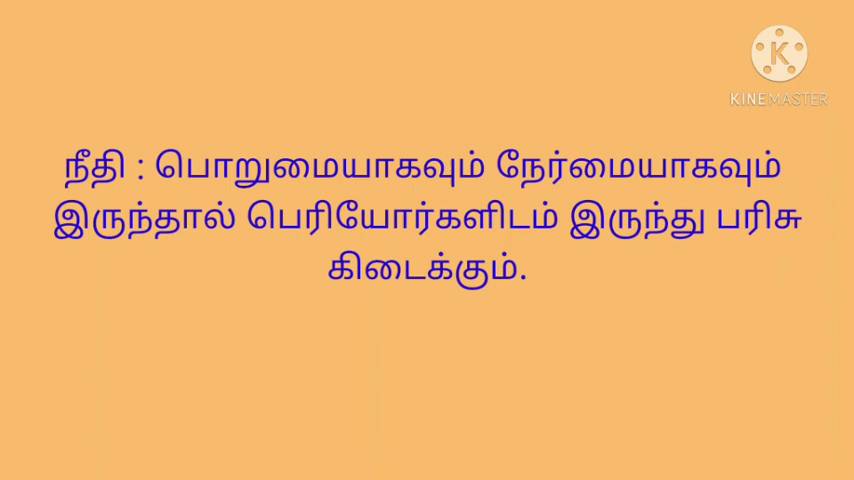 KINEMASTER
நீதி : பொறுமையாகவும் நேர்மையாகவும்
இருந்தால் பெரியோர்களிடம் இருந்து பரிசு
கிடைக்கும்.